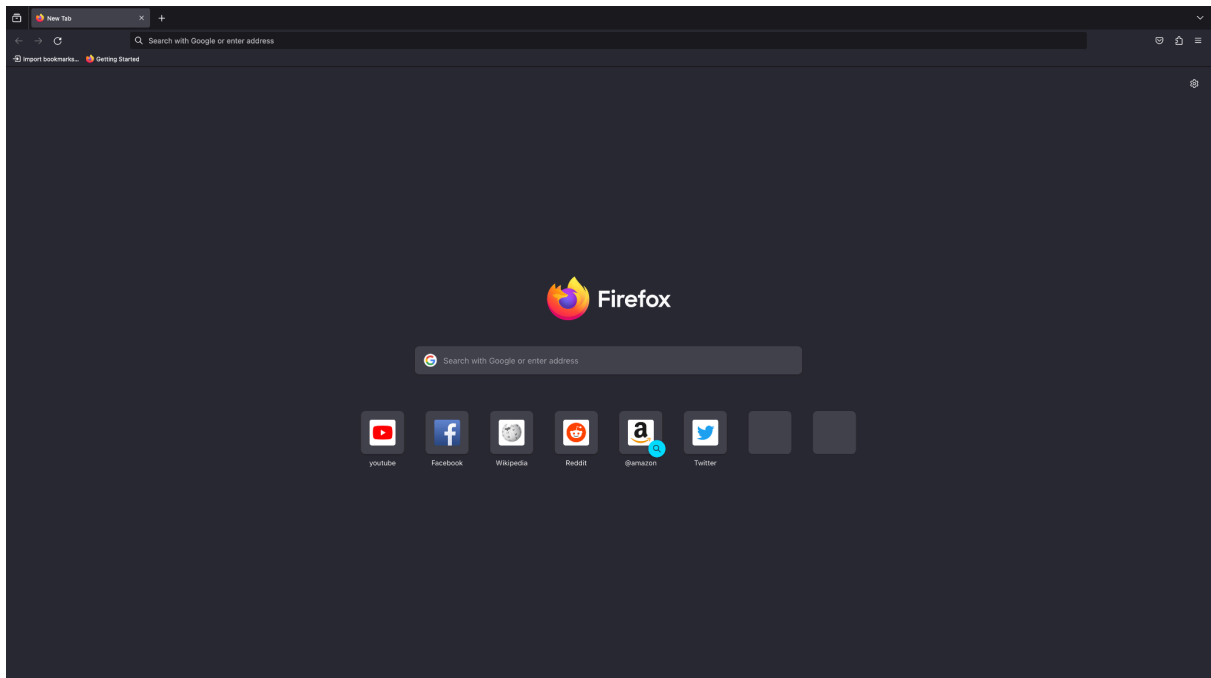 New Tab
Search with Google or enter address
Import bookmarks... Getting Started
Firefox
Search with Google or enter address
youtube Facebook Wikipedia Reddit @amazon Twitter